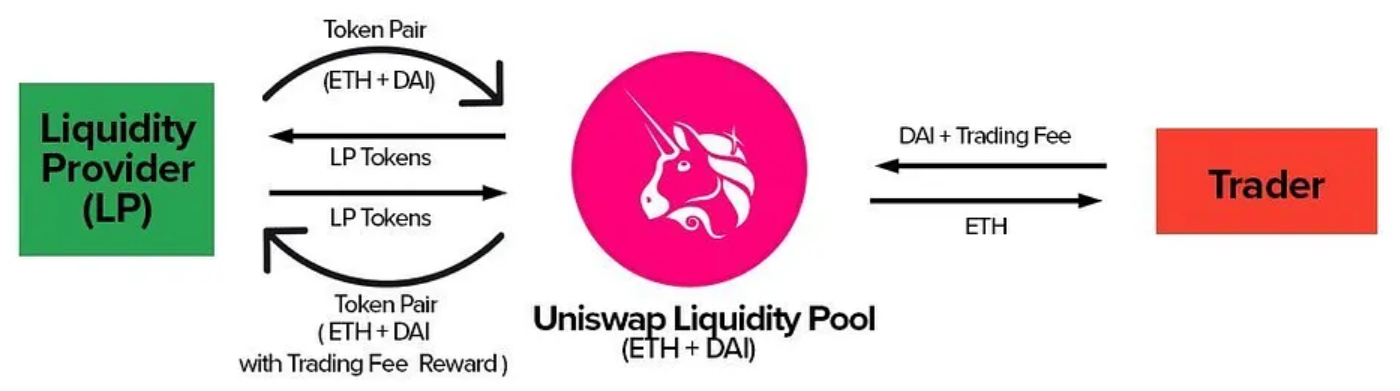 Token Pair
(ETH + DAI)
Liquidity
Provider
(LP)
LP Tokens
LP Tokens
Token Pair
( ETH + DAI
with Trading Fee Reward )
Uniswap Liquidity Pool
(ETH + DAI)
DAI + Trading Fee
ETH
Trader